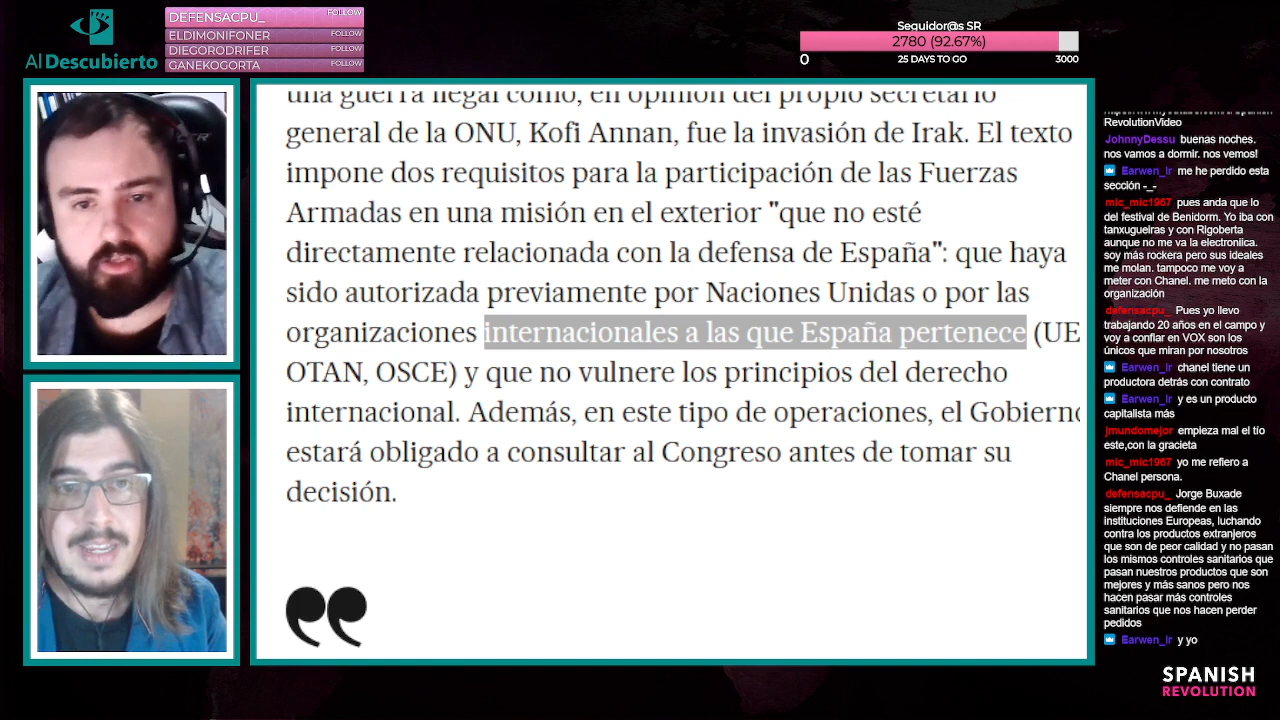 Al Descubierto
DEFENSACPU_ FOLLOW
ELDIMONIFONER FOLLOW
DIEGORODRIFER FOLLOW
GANEKOGORTA FOLLOW
Seguidor@s SR
2780 (92.67%)
0 25 DAYS TO GO 3000
una guerra ilegal como, en opinión del propio secretario
general de la ONU, Kofi Annan, fue la invasión de Irak. El texto
impone dos requisitos para la participación de las Fuerzas
Armadas en una misión en el exterior "que no esté
directamente relacionada con la defensa de España": que haya
sido autorizada previamente por Naciones Unidas o por las
organizaciones internacionales a las que España pertenece (UE
OTAN, OSCE) y que no vulnere los principios del derecho
internacional. Además, en este tipo de operaciones, el Gobierno
estará obligado a consultar al Congreso antes de tomar su
decisión.
RevolutionVideo
JohnnyDessu buenas noches.
nos vamos a dormir. nos vemos!
Earwen_Ir me he perdido esta
sección -_-
mic_mic1967 pues anda que lo
del festival de Benidorm. Yo iba con
tanxugueiras y con Rigoberta
aunque no me va la electroniica.
soy más rockera pero sus ideales
me molan. tampoco me voy a
meter con Chanel. me meto con la
organización
defensacpu_ Pues yo llevo
trabajando 20 años en el campo y
voy a confiar en VOX son los
únicos que miran por nosotros
Earwen_Ir chanel tiene un
productora detrás con contrato
Earwen_Ir y es un producto
capitalista más
jmundomejor empieza mal el tío
este,con la gracieta
mic_mic1967 yo me refiero a
Chanel persona.
defensacpu_ Jorge Buxade
siempre nos defiende en las
instituciones Europeas, luchando
contra los productos extranjeros
que son de peor calidad y no pasan
los mismos controles sanitarios que
pasan nuestros productos que son
mejores y más sanos pero nos
hacen pasar más controles
sanitarios que nos hacen perder
pedidos
Earwen_Ir y yo
SPANISH
REVOLUTION